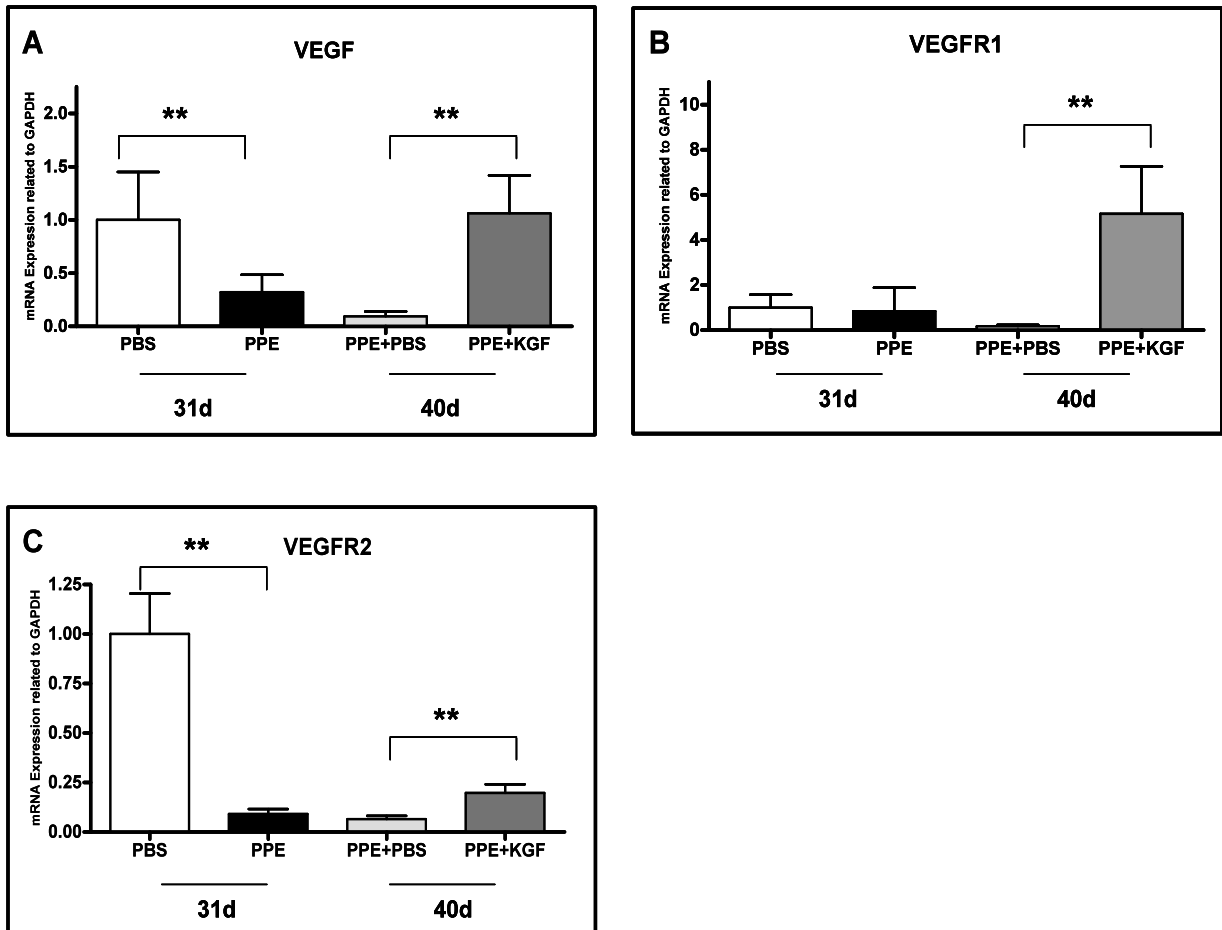 A
VEGF
mRNA Expression related to GAPDH
2.0
1.5
1.0
0.5
0.0
**
**
PBS
PPE
PPE+PBS
PPE+KGF
31d
40d
B
VEGFR1
mRNA Expression related to GAPDH
10
8
6
4
2
0
**
PBS
PPE
PPE+PBS
PPE+KGF
31d
40d
C
VEGFR2
mRNA Expression related to GAPDH
1.25
1.00
0.75
0.50
0.25
0.00
**
**
PBS
PPE
PPE+PBS
PPE+KGF
31d
40d